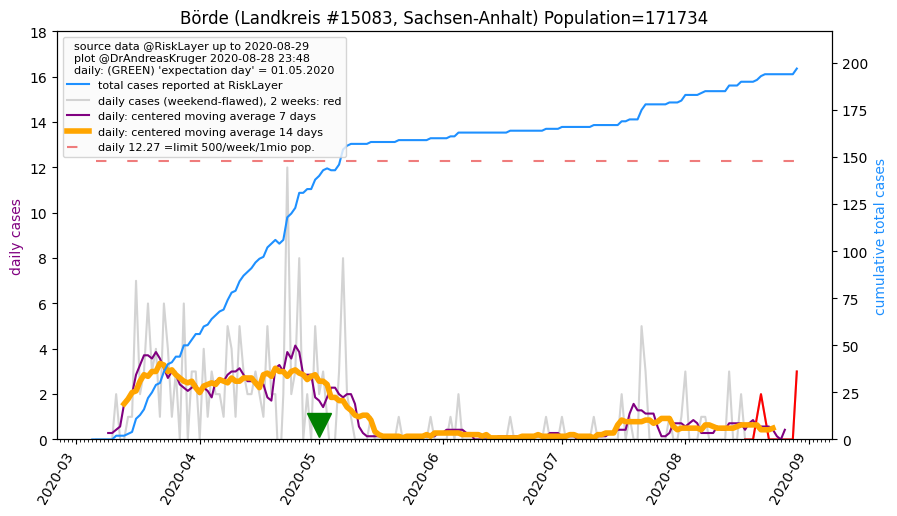 Börde (Landkreis #15083, Sachsen-Anhalt) Population=171734
source data @RiskLayer up to 2020-08-29
plot @DrAndreasKruger 2020-08-28 23:48
daily: (GREEN) 'expectation day' = 01.05.2020
total cases reported at RiskLayer
daily cases (weekend-flawed), 2 weeks: red
daily: centered moving average 7 days
daily: centered moving average 14 days
daily 12.27 =limit 500/week/1mio pop.
daily cases
18
16
14
12
10
8
6
4
2
0
cumulative total cases
200
175
150
125
100
75
50
25
0
2020-03
2020-04
2020-05
2020-06
2020-07
2020-08
2020-09